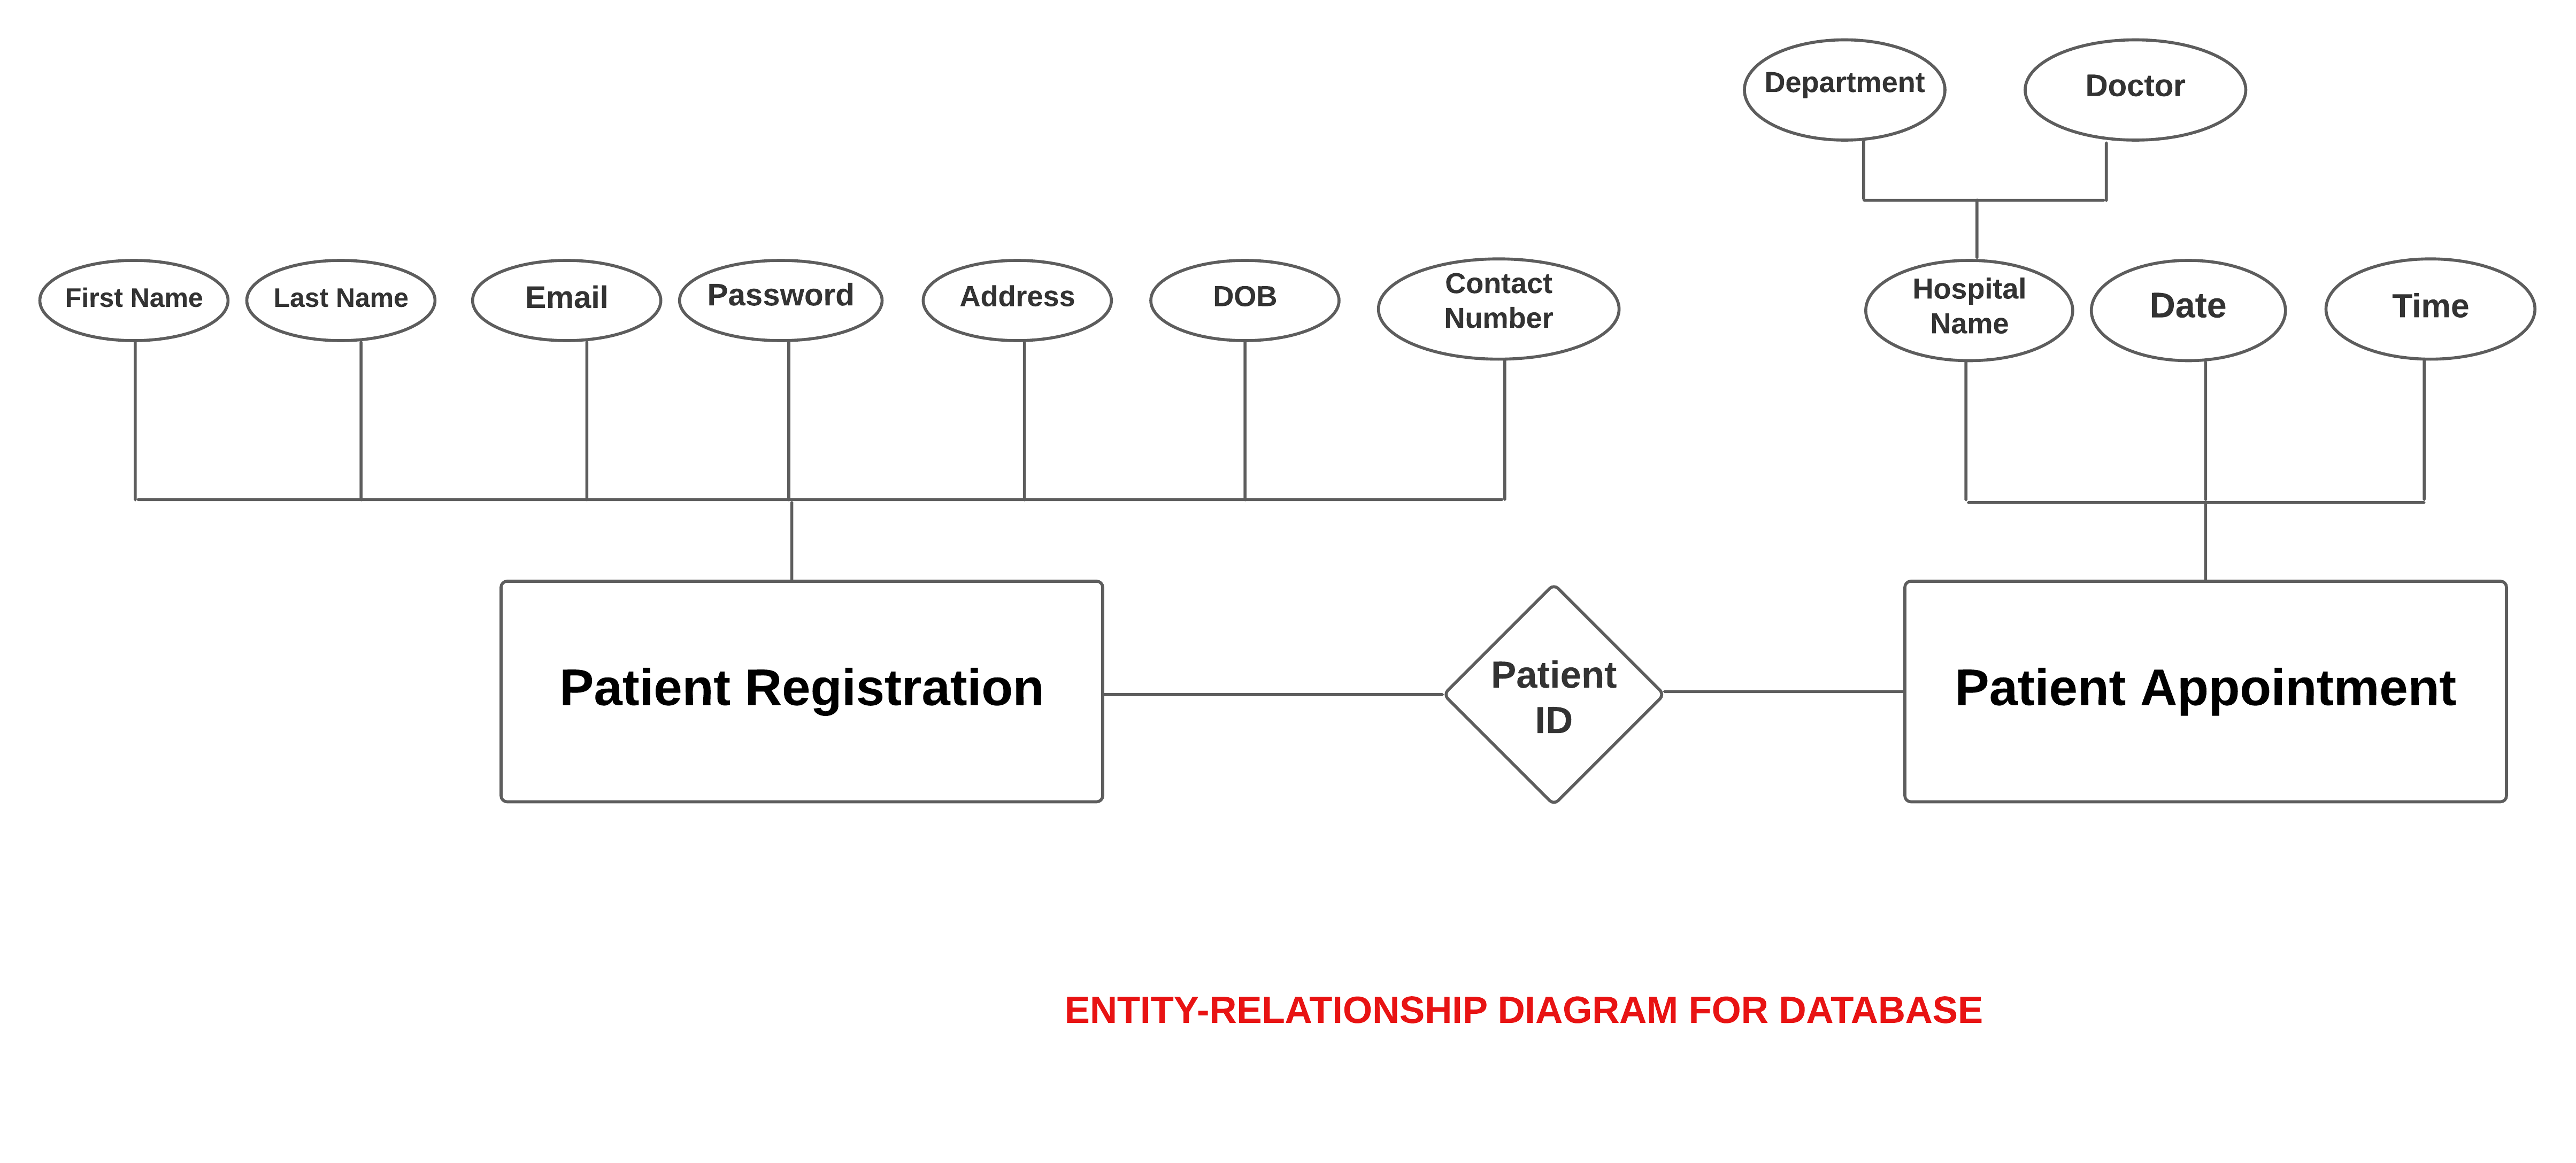 Department
Doctor
First Name
Last Name
Email
Password
Address
DOB
Contact
Number
Hospital
Name
Date
Time
Patient Registration
Patient
ID
Patient Appointment
ENTITY-RELATIONSHIP DIAGRAM FOR DATABASE